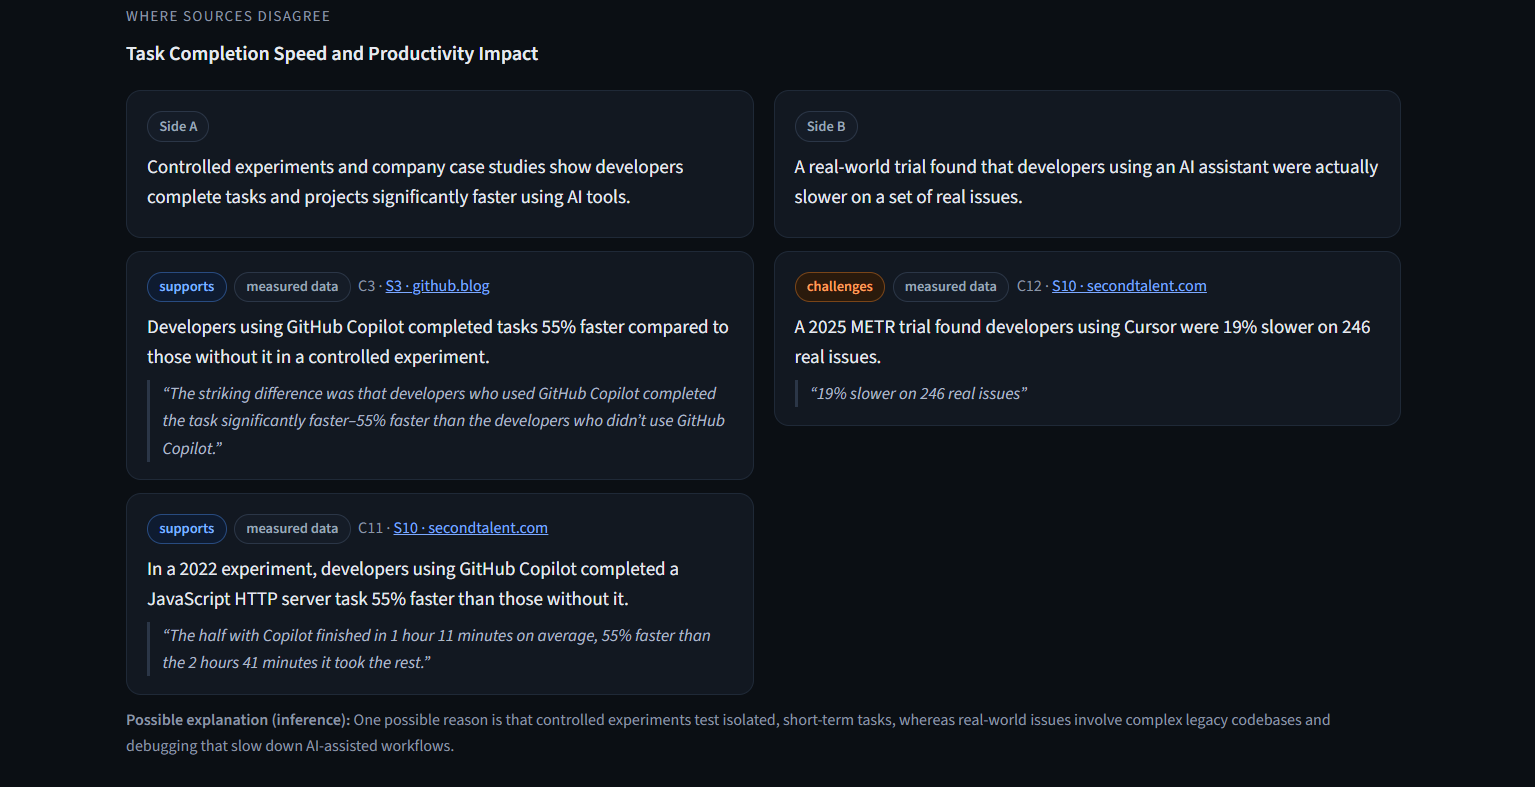 WHERE SOURCES DISAGREE
Task Completion Speed and Productivity Impact
Side A
Controlled experiments and company case studies show developers
complete tasks and projects significantly faster using AI tools.
Side B
A real-world trial found that developers using an AI assistant were actually
slower on a set of real issues.
supports measured data C3 · S3 · github.blog
Developers using GitHub Copilot completed tasks 55% faster compared to
those without it in a controlled experiment.
“The striking difference was that developers who used GitHub Copilot completed
the task significantly faster–55% faster than the developers who didn’t use GitHub
Copilot.”
challenges measured data C12 · S10 · secondtalent.com
A 2025 METR trial found developers using Cursor were 19% slower on 246
real issues.
“19% slower on 246 real issues”
supports measured data C11 · S10 · secondtalent.com
In a 2022 experiment, developers using GitHub Copilot completed a
JavaScript HTTP server task 55% faster than those without it.
“The half with Copilot finished in 1 hour 11 minutes on average, 55% faster than
the 2 hours 41 minutes it took the rest.”
Possible explanation (inference): One possible reason is that controlled experiments test isolated, short-term tasks, whereas real-world issues involve complex legacy codebases and
debugging that slow down AI-assisted workflows.